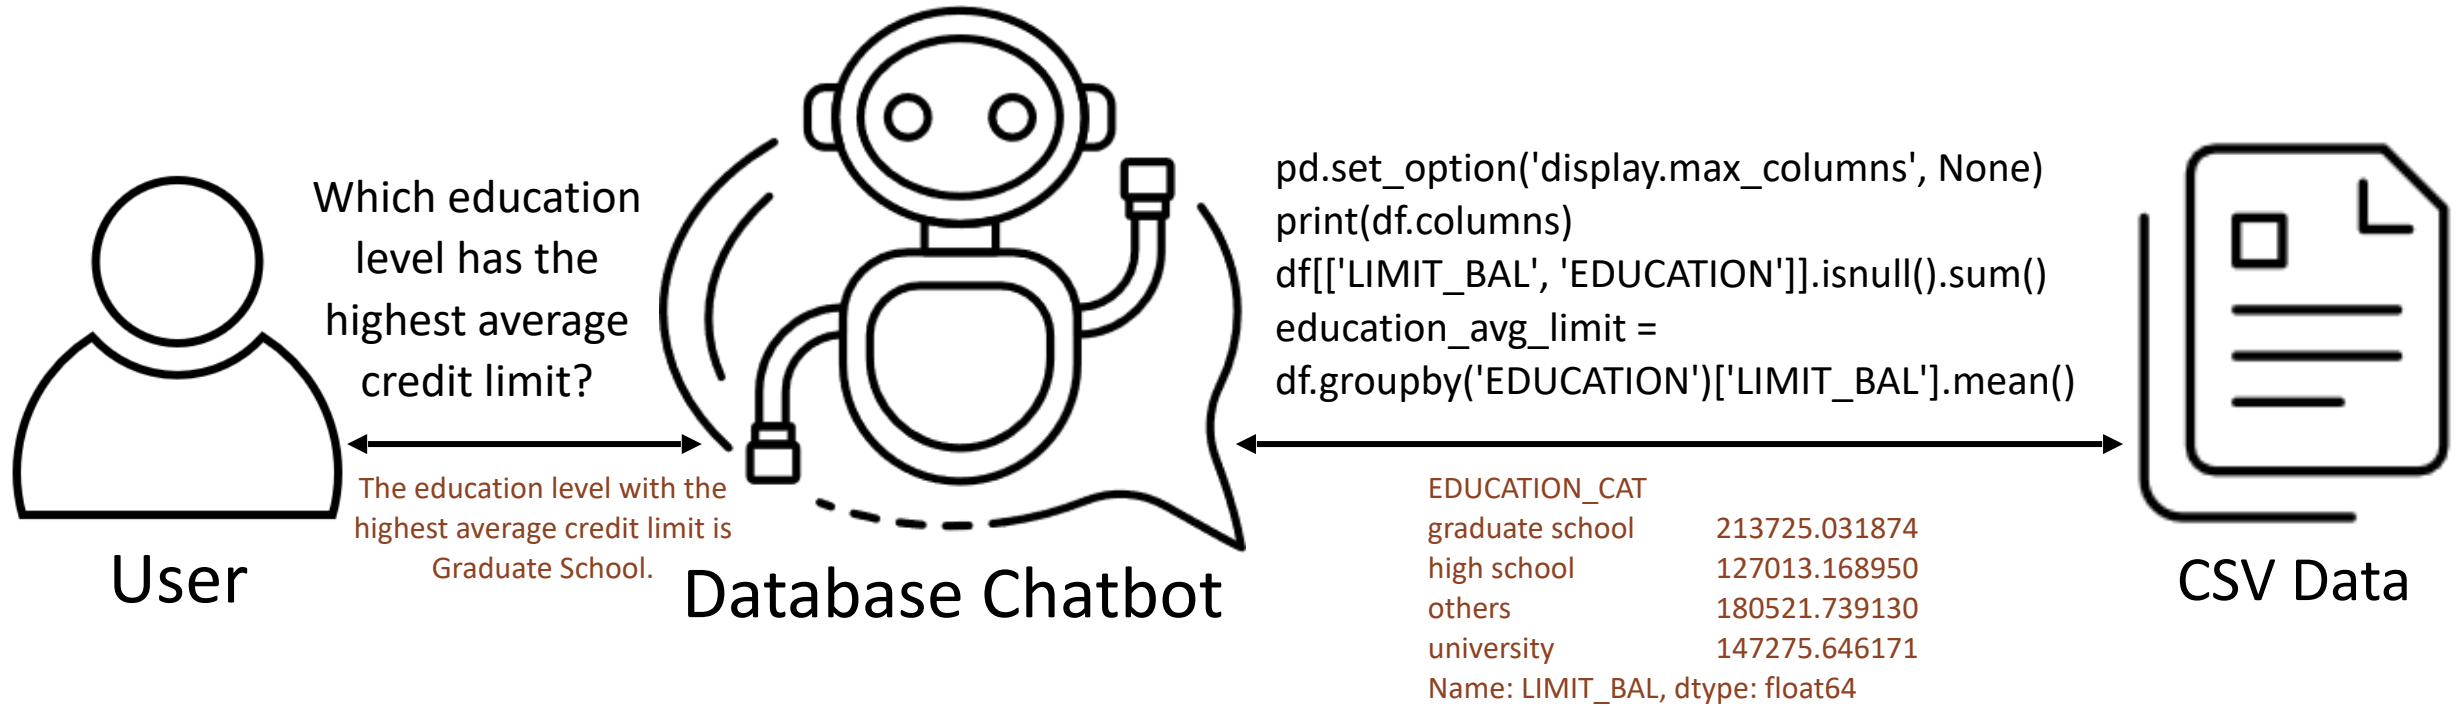 Which education
level has the
highest average
credit limit?
The education level with the
highest average credit limit is
Graduate School.
User
Database Chatbot
pd.set_option('display.max_columns', None)
print(df.columns)
df[['LIMIT_BAL', 'EDUCATION']].isnull().sum()
education_avg_limit =
df.groupby('EDUCATION')['LIMIT_BAL'].mean()
EDUCATION_CAT
graduate school 213725.031874
high school 127013.168950
others 180521.739130
university 147275.646171
Name: LIMIT_BAL, dtype: float64
CSV Data